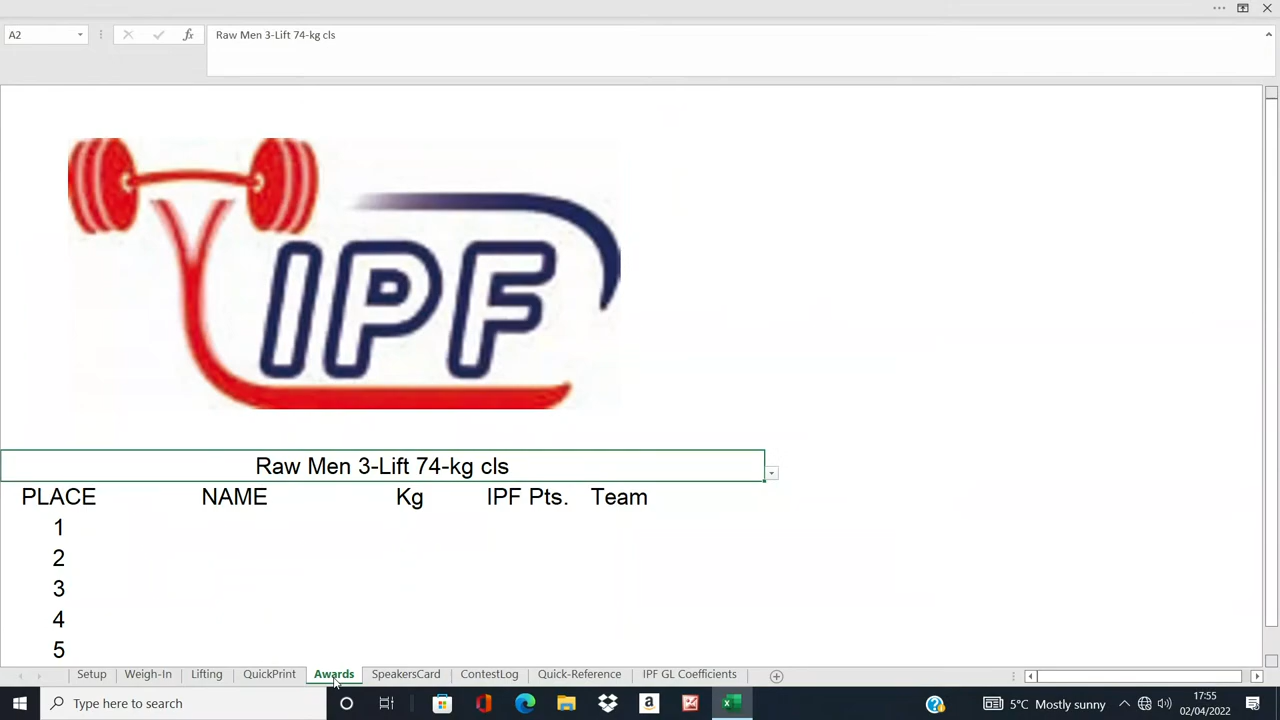 A2
fx
Raw Men 3-Lift 74-kg cls
IPF
Raw Men 3-Lift 74-kg cls
PLACE NAME Kg IPF Pts. Team
1
2
3
4
5
Setup Weigh-In Lifting QuickPrint Awards SpeakersCard ContestLog Quick-Reference IPF GL Coefficients
Type here to search
5°C Mostly sunny
17:55
02/04/2022